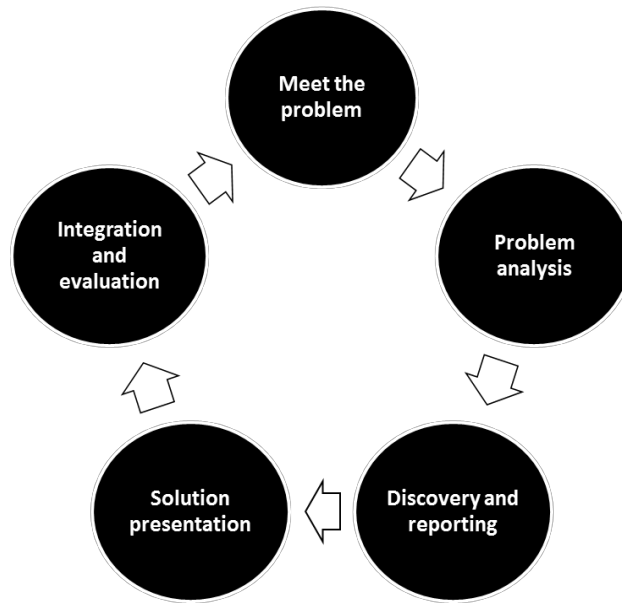 Meet the
problem
Problem
analysis
Discovery and
reporting
Solution
presentation
Integration
and
evaluation